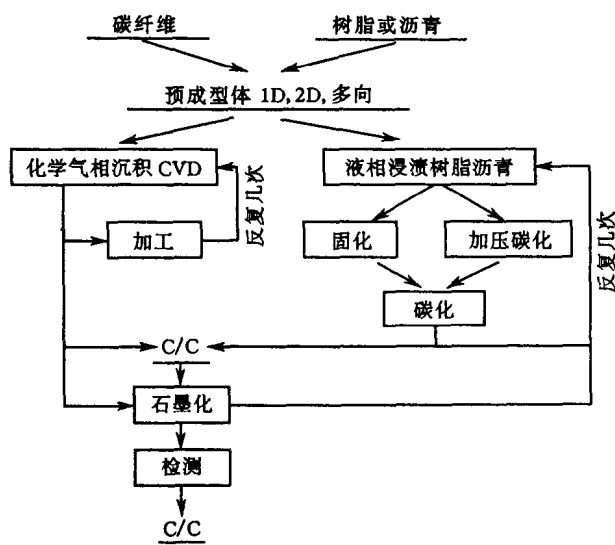 碳纤维
树脂或沥青
预成型体 1D,2D,多向
化学气相沉积 CVD
液相浸渍树脂沥青
反复几次
加工
固化
加压碳化
反复几次
碳化
C/C
石墨化
检测
C/C